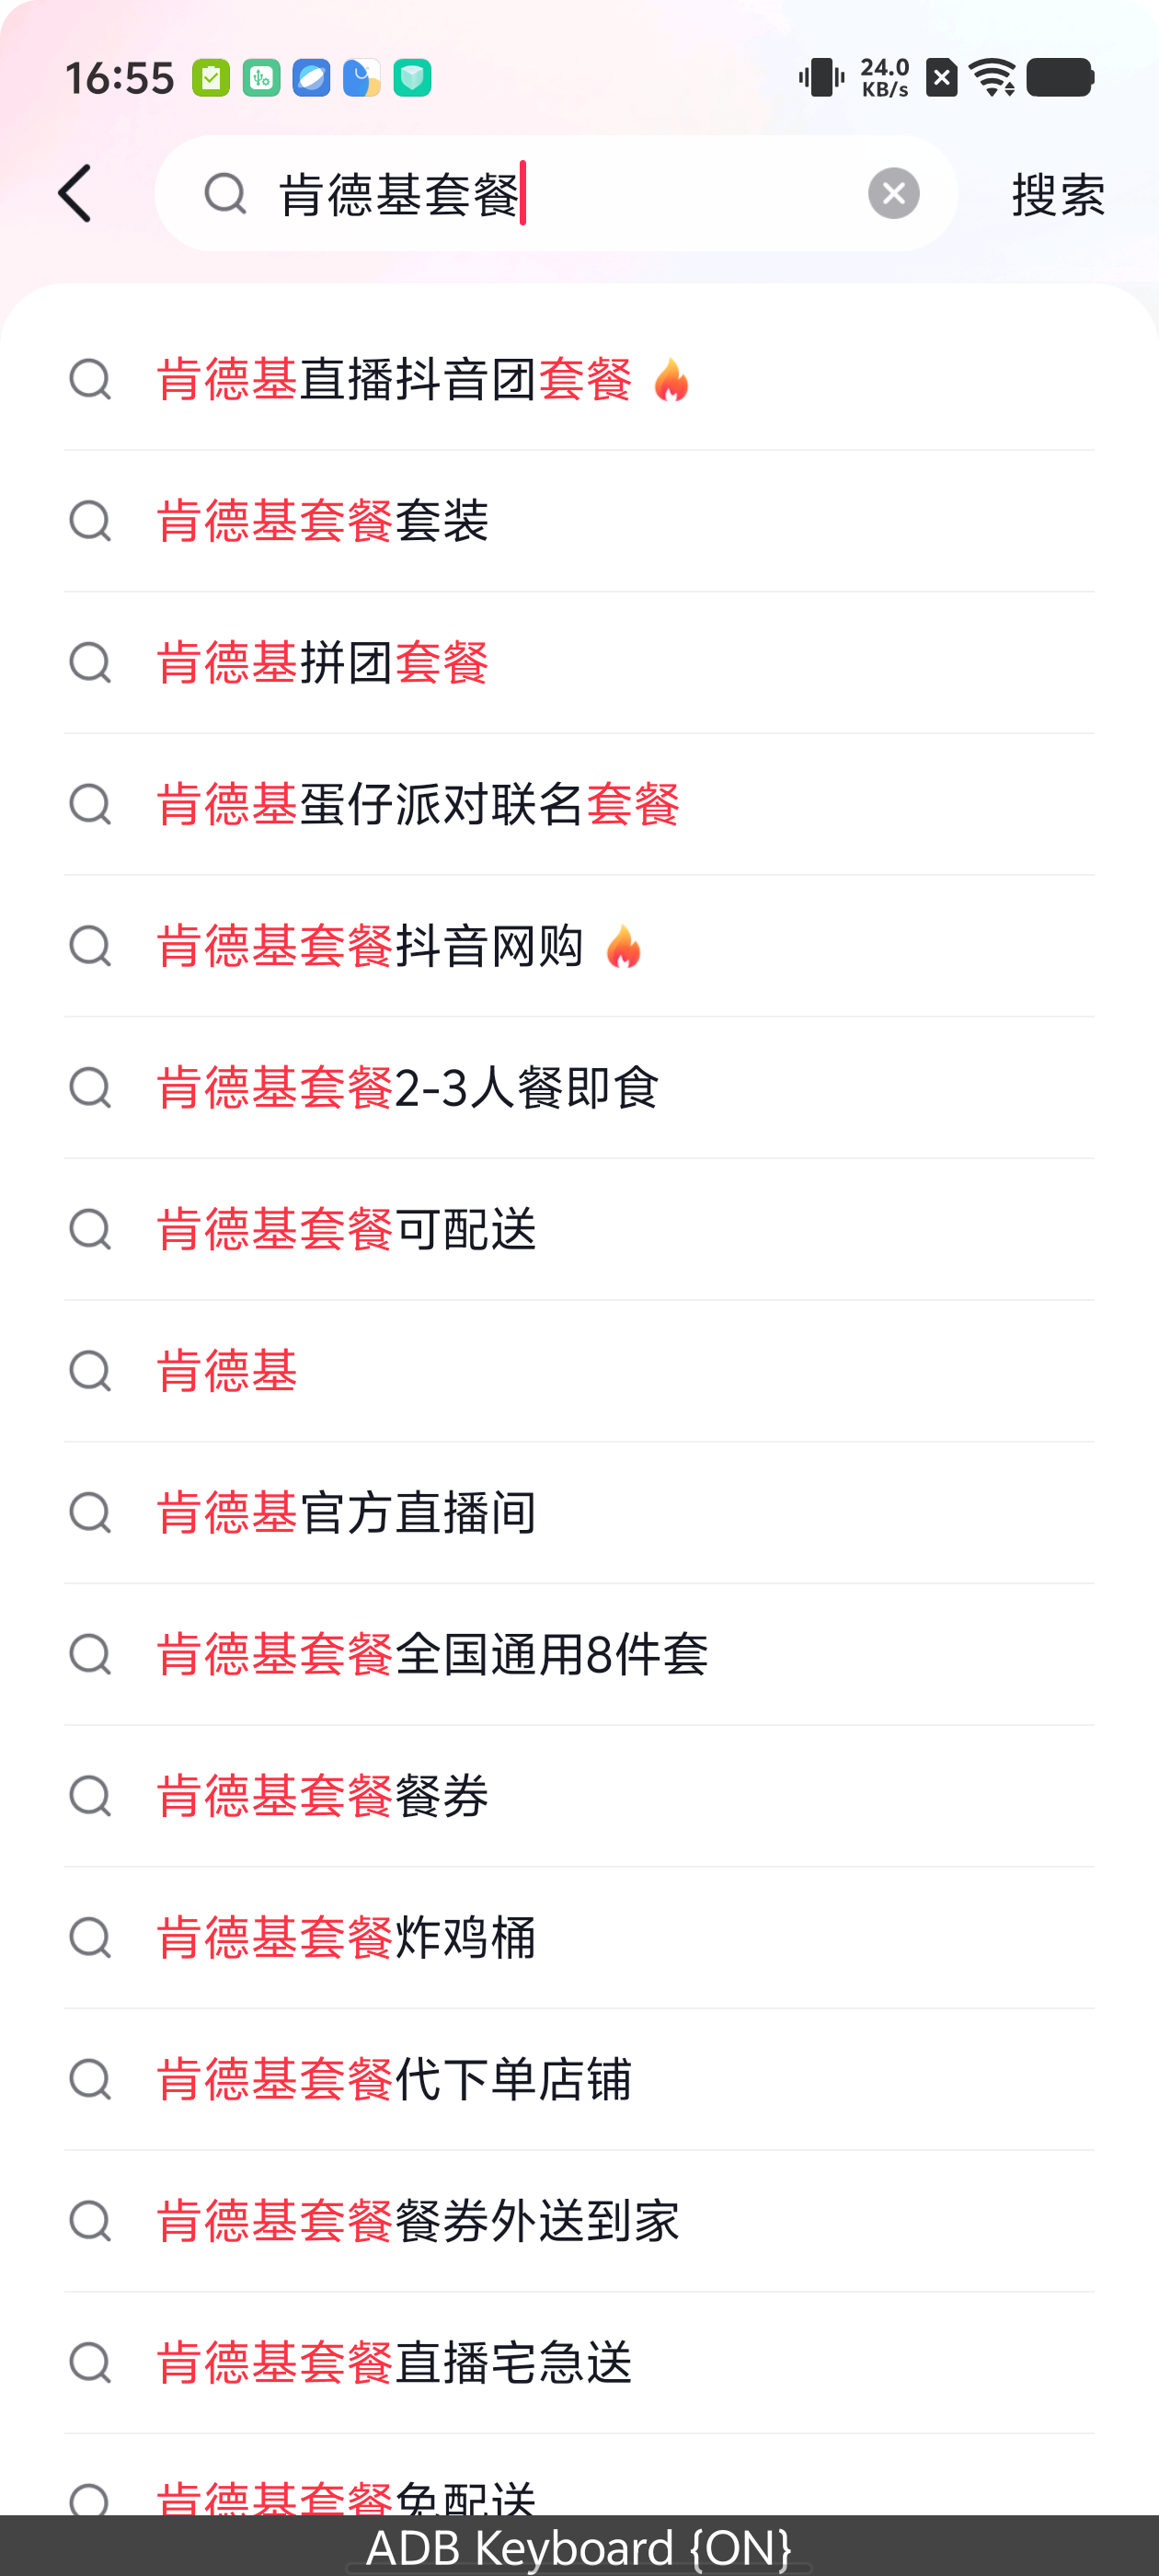 16:55
24.0
KB/s
肯德基套餐
搜索
肯德基直播抖音团套餐
肯德基套餐套装
肯德基拼团套餐
肯德基蛋仔派对联名套餐
肯德基套餐抖音网购
肯德基套餐2-3人餐即食
肯德基套餐可配送
肯德基
肯德基官方直播间
肯德基套餐全国通用8件套
肯德基套餐餐券
肯德基套餐炸鸡桶
肯德基套餐代下单店铺
肯德基套餐餐券外送到家
肯德基套餐直播宅急送
肯德基套餐免配送
ADB Keyboard {ON}